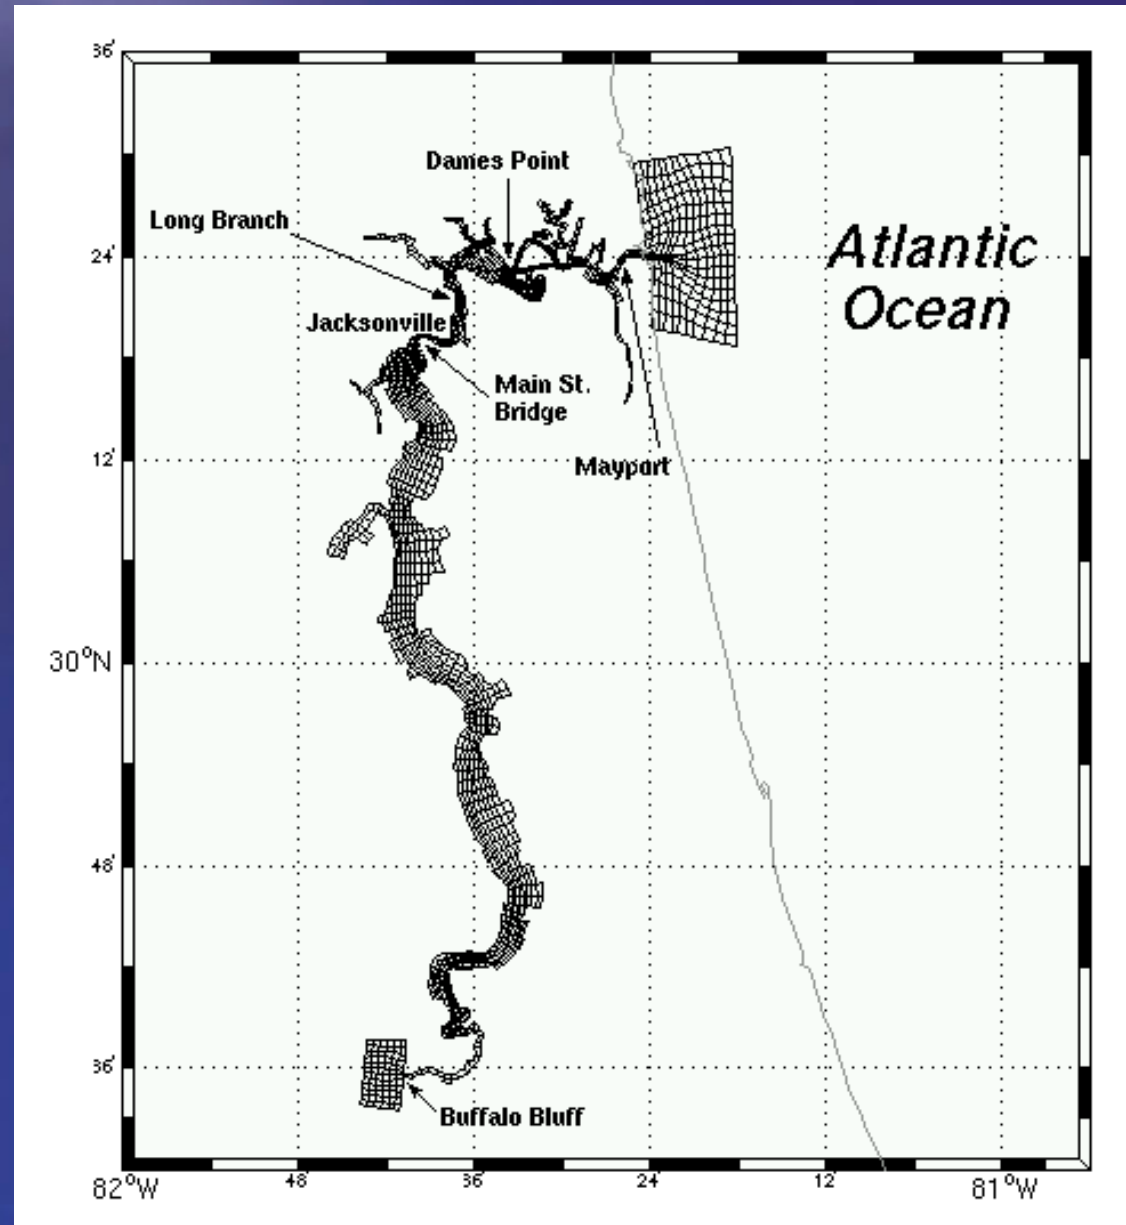 36'
Dames Point
Long Branch
24'
Atlantic
Ocean
Jacksonville
Main St.
Bridge
12'
Mayport
30°N
48'
36'
Buffalo Bluff
82°W 48' 36' 24' 12' 81°W